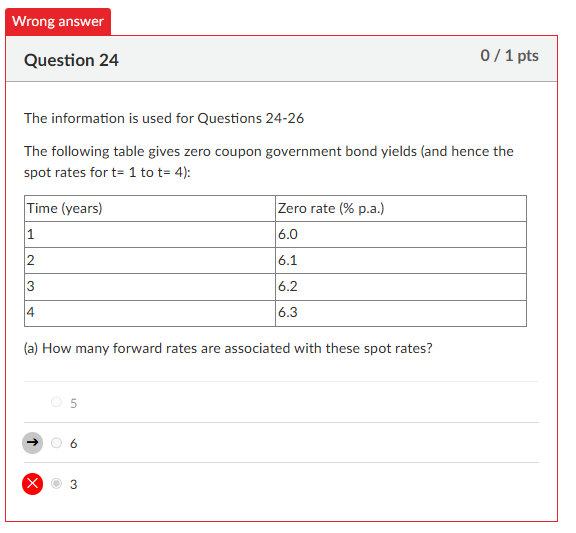 Wrong answer
Question 24
0 / 1 pts
The information is used for Questions 24-26
The following table gives zero coupon government bond yields (and hence the
spot rates for t= 1 to t= 4):
Time (years) Zero rate (% p.a.)
1 6.0
2 6.1
3 6.2
4 6.3
(a) How many forward rates are associated with these spot rates?
5
6
3